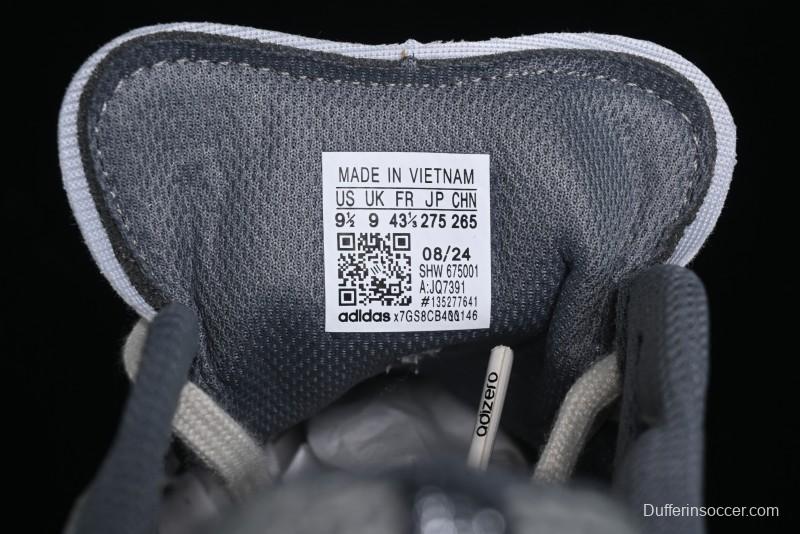 MADE IN VIETNAM
US UK FR JP CHN
9½ 9 43⅓ 275 265
08/24
SHW 675001
A:JQ7391
#135277641
adidas
adizero
Dufferinsoccer.com